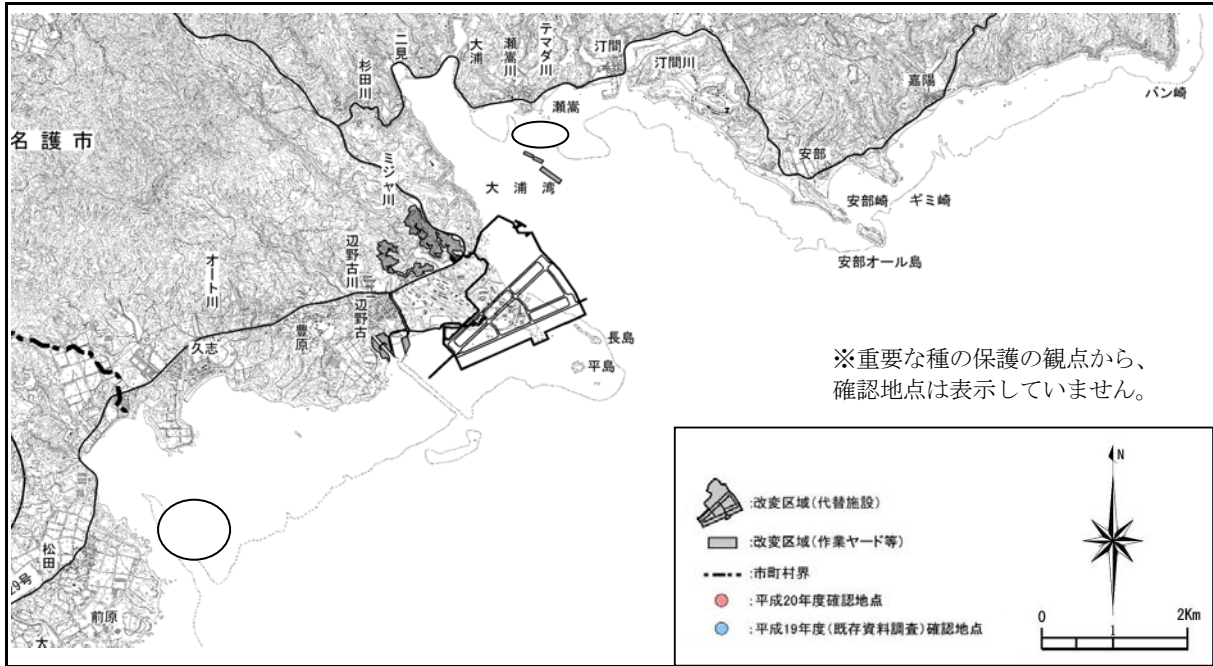 二見
大浦
瀬嵩川
テマダ川
汀間
汀間川
杉田川
瀬嵩
嘉陽
バン崎
名護市
安部
ミジャ川
大浦湾
安部崎
ギミ崎
安部オール島
辺野古川
オート川
辺野古
豊原
久志
長島
平島
※重要な種の保護の観点から、
確認地点は表示していません。
松田
29号
前原
大
:改変区域(代替施設)
:改変区域(作業ヤード等)
:市町村界
:平成20年度確認地点
:平成19年度(既存資料調査)確認地点
N
0 1 2Km